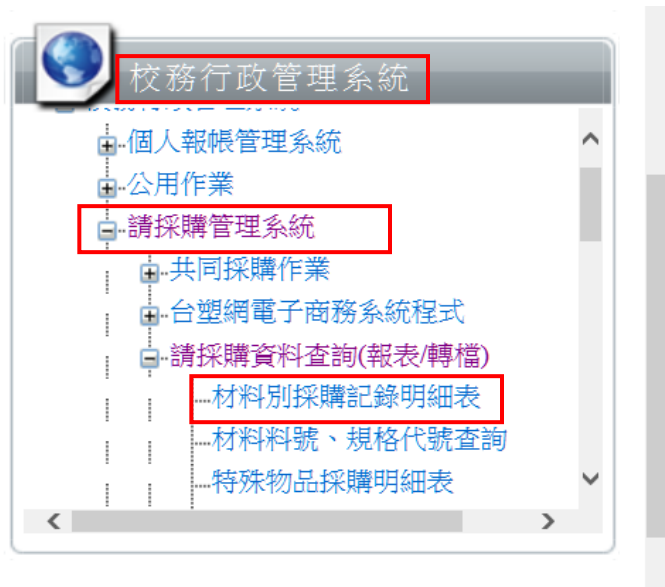 校務行政管理系統
個人報帳管理系統
公用作業
請採購管理系統
共同採購作業
台塑網電子商務系統程式
請採購資料查詢(報表/轉檔)
材料別採購記錄明細表
材料料號、規格代號查詢
特殊物品採購明細表